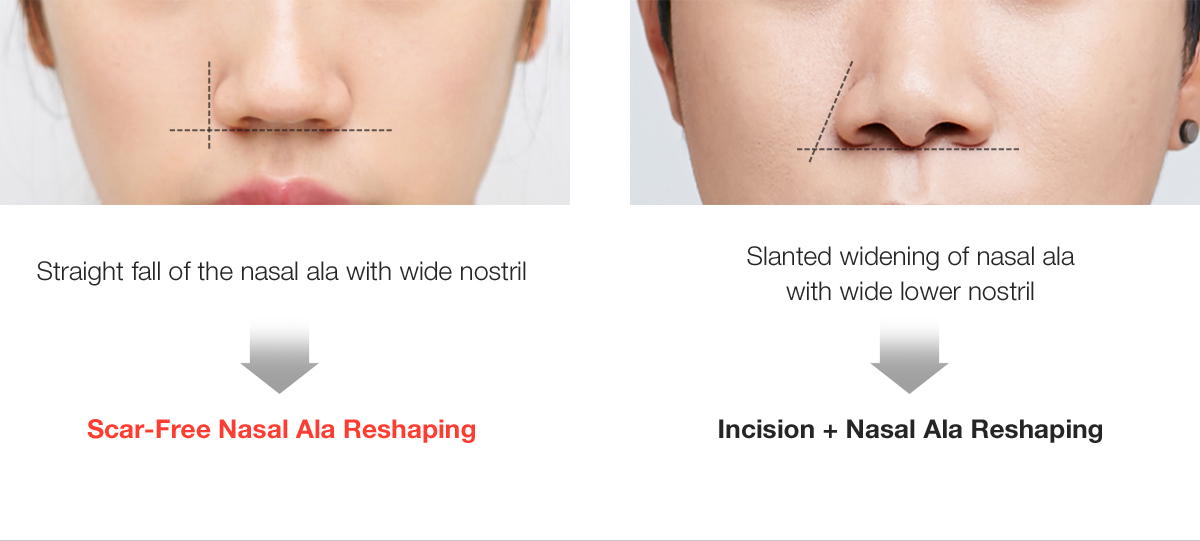 Straight fall of the nasal ala with wide nostril
Scar-Free Nasal Ala Reshaping
Slanted widening of nasal ala
with wide lower nostril
Incision + Nasal Ala Reshaping